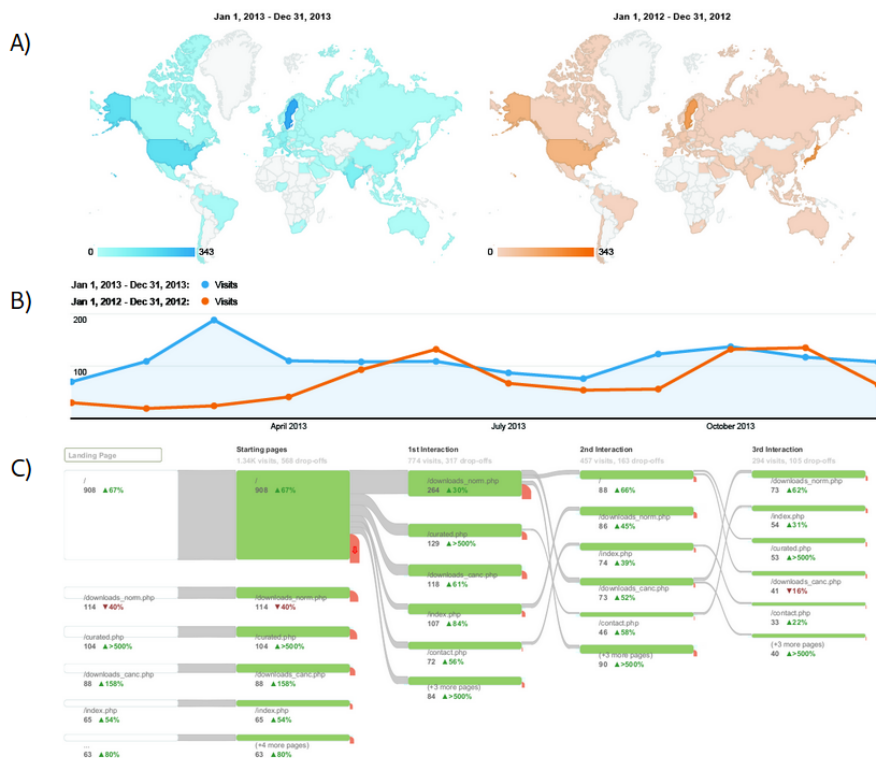 Jan 1, 2013 - Dec 31, 2013
Jan 1, 2012 - Dec 31, 2012
A)
0
343
0
343
B)
Jan 1, 2013 - Dec 31, 2013: Visits
Jan 1, 2012 - Dec 31, 2012: Visits
200
100
April 2013
July 2013
October 2013
C)
Landing Page
/
908 ▲67%
/downloads_norm.php
114 ▼40%
/curated.php
104 ▲>500%
/downloads_canc.php
88 ▲158%
/index.php
65 ▲54%
...
63 ▲80%
Starting pages
1.34K visits, 568 drop-offs
/
908 ▲67%
/downloads_norm.php
114 ▼40%
/curated.php
104 ▲>500%
/downloads_canc.php
88 ▲158%
/index.php
65 ▲54%
(+4 more pages)
63 ▲80%
1st Interaction
774 visits, 317 drop-offs
/downloads_norm.php
264 ▲30%
/curated.php
129 ▲>500%
/downloads_canc.php
118 ▲61%
/index.php
107 ▲84%
/contact.php
72 ▲56%
(+3 more pages)
84 ▲>500%
2nd Interaction
457 visits, 163 drop-offs
/
88 ▲66%
/downloads_norm.php
86 ▲45%
/index.php
74 ▲39%
/downloads_canc.php
73 ▲52%
/contact.php
46 ▲58%
(+3 more pages)
90 ▲>500%
3rd Interaction
294 visits, 105 drop-offs
/downloads_norm.php
73 ▲62%
/index.php
54 ▲31%
/curated.php
53 ▲>500%
/downloads_canc.php
41 ▼16%
/contact.php
33 ▲22%
(+3 more pages)
40 ▲>500%